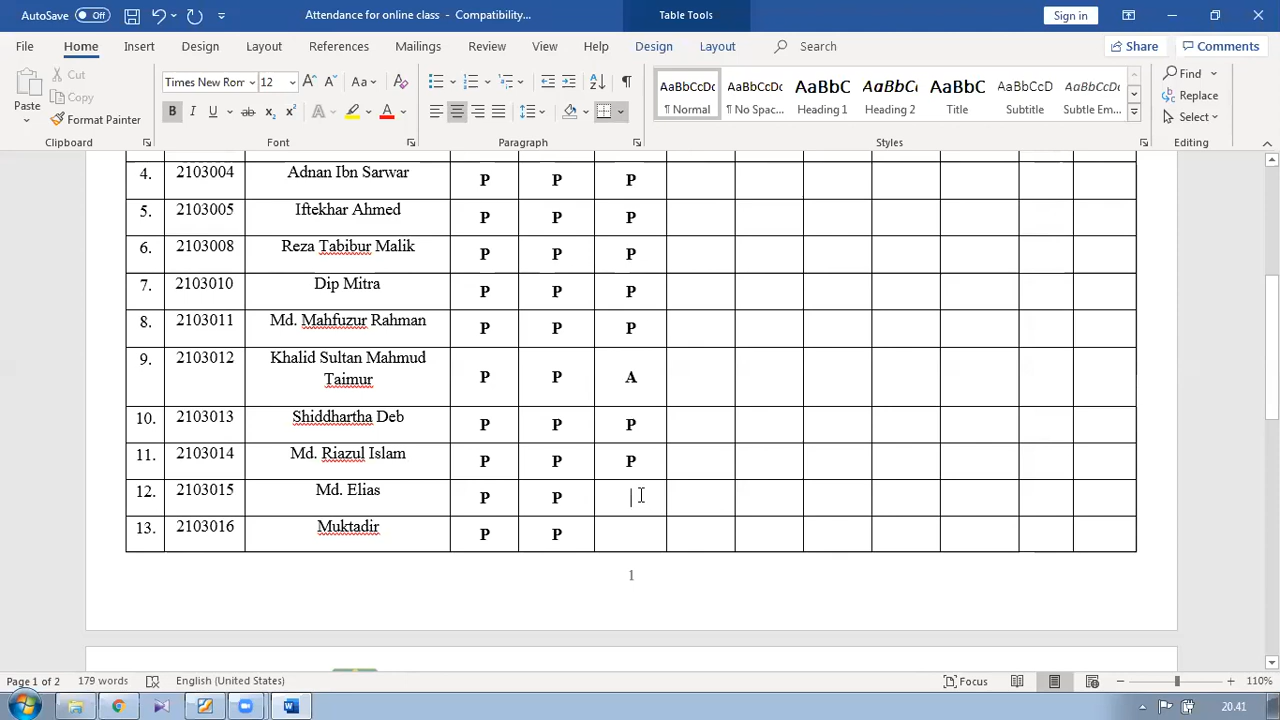 AutoSave Off Attendance for online class - Compatibility... Table Tools Sign in
File Home Insert Design Layout References Mailings Review View Help Design Layout Search Share Comments
Paste Cut Copy Format Painter
Times New Rom 12 Aa
B I U ab x₂ x² A A
AaBbCcDc AaBbCcDc AaBbC AaBbCc AaBbC AaBbCcDc AaBbCcDc
¶ Normal ¶ No Spac... Heading 1 Heading 2 Title Subtitle Subtle Em...
Find Replace Select
Clipboard Font Paragraph Styles Editing
4. 2103004 Adnan Ibn Sarwar P P P
5. 2103005 Iftekhar Ahmed P P P
6. 2103008 Reza Tabibur Malik P P P
7. 2103010 Dip Mitra P P P
8. 2103011 Md. Mahfuzur Rahman P P P
9. 2103012 Khalid Sultan Mahmud
Taimur P P A
10. 2103013 Shiddhartha Deb P P P
11. 2103014 Md. Riazul Islam P P P
12. 2103015 Md. Elias P P
13. 2103016 Muktadir P P
1
Page 1 of 2 179 words English (United States) Focus 110%
20.41